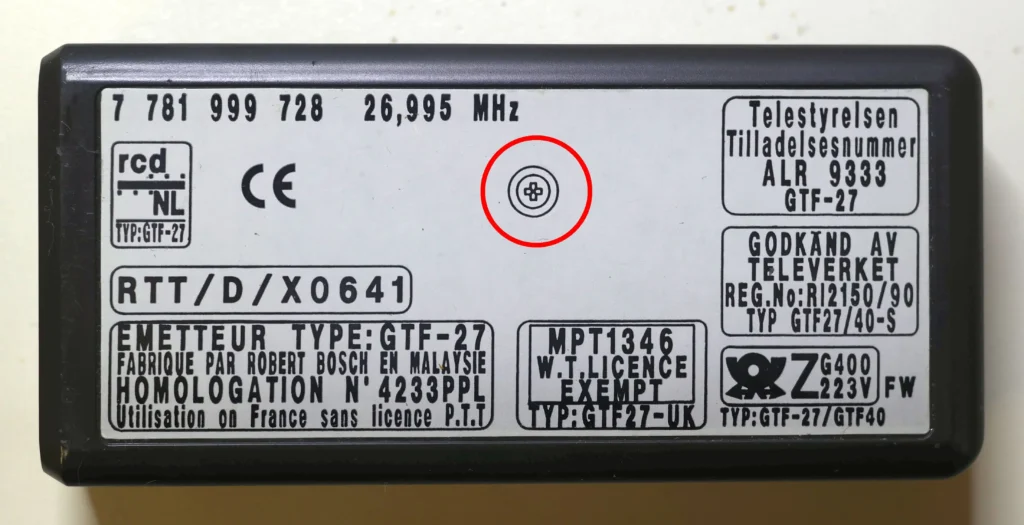 7 781 999 728 26,995 MHz
rcd
NL
TYP:GTF-27
CE
Telestyrelsen
Tilladelsesnummer
ALR 9333
GTF-27
GODKÄND AV
TELEVERKET
REG.No:RI2150/90
TYP GTF27/40-S
RTT/D/X0641
EMETTEUR TYPE:GTF-27
FABRIQUE PAR ROBERT BOSCH EN MALAYSIE
HOMOLOGATION N' 4233PPL
Utilisation on France sans licence P.T.T
MPT1346
W.T.LICENCE
EXEMPT
TYP:GTF27-UK
Z G400
223V FW
TYP:GTF-27/GTF40